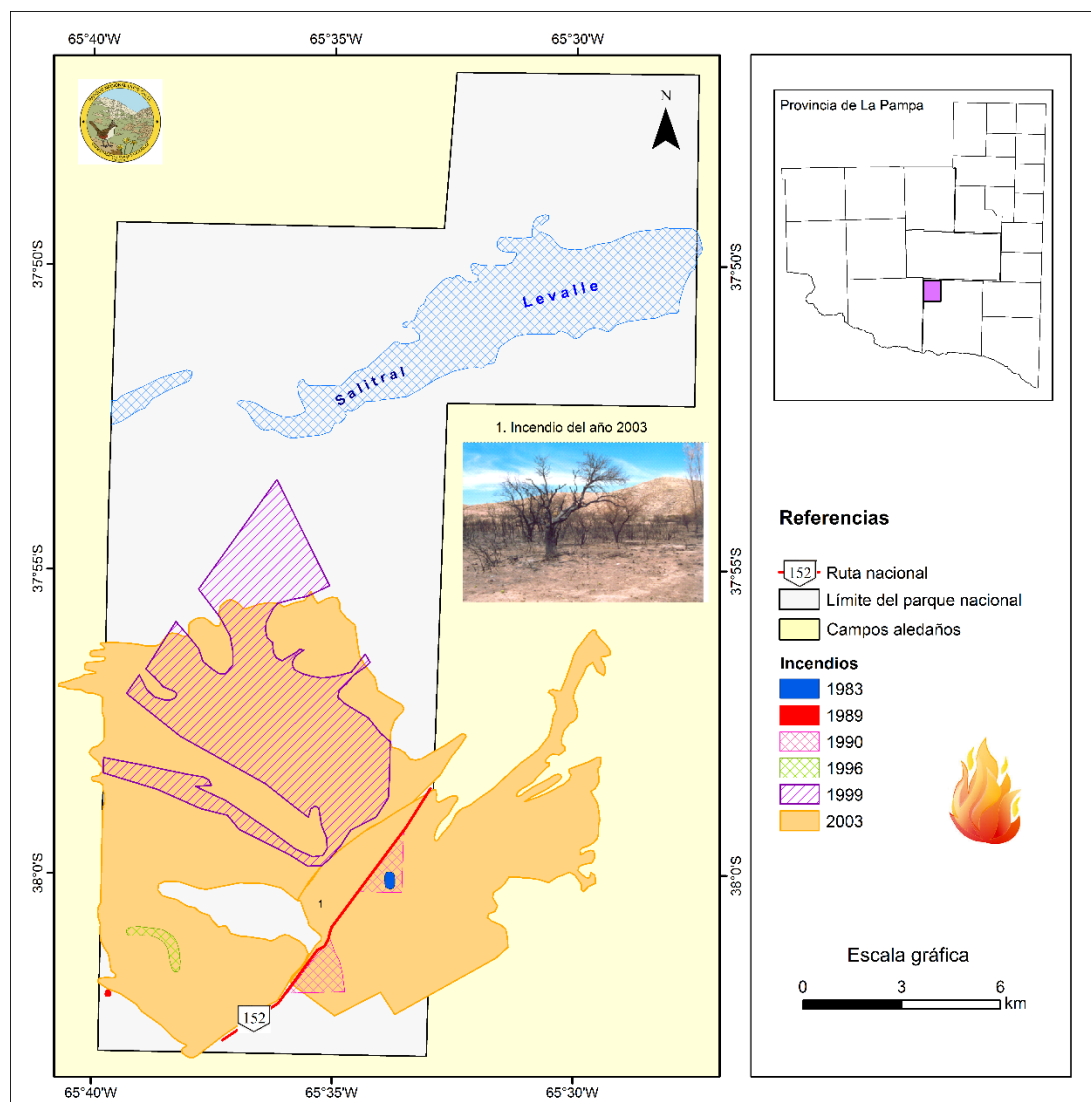 65°40'W
65°35'W
65°30'W
N
37°50'S
37°50'S
Salitral Levalle
1. Incendio del año 2003
37°55'S
37°55'S
38°0'S
38°0'S
1
152
65°40'W
65°35'W
65°30'W
Provincia de La Pampa
Referencias
152 Ruta nacional
Límite del parque nacional
Campos aledaños
Incendios
1983
1989
1990
1996
1999
2003
Escala gráfica
0 3 6
km